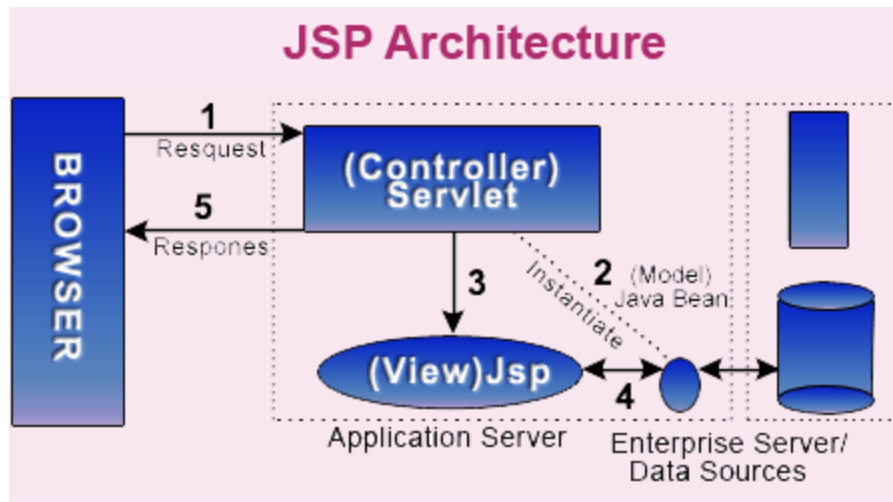 JSP Architecture
BROWSER
1
Resquest
5
Respones
(Controller)
Servlet
3
Instantiate
2
(Model)
Java Bean
(View)Jsp
4
Application Server
Enterprise Server/
Data Sources